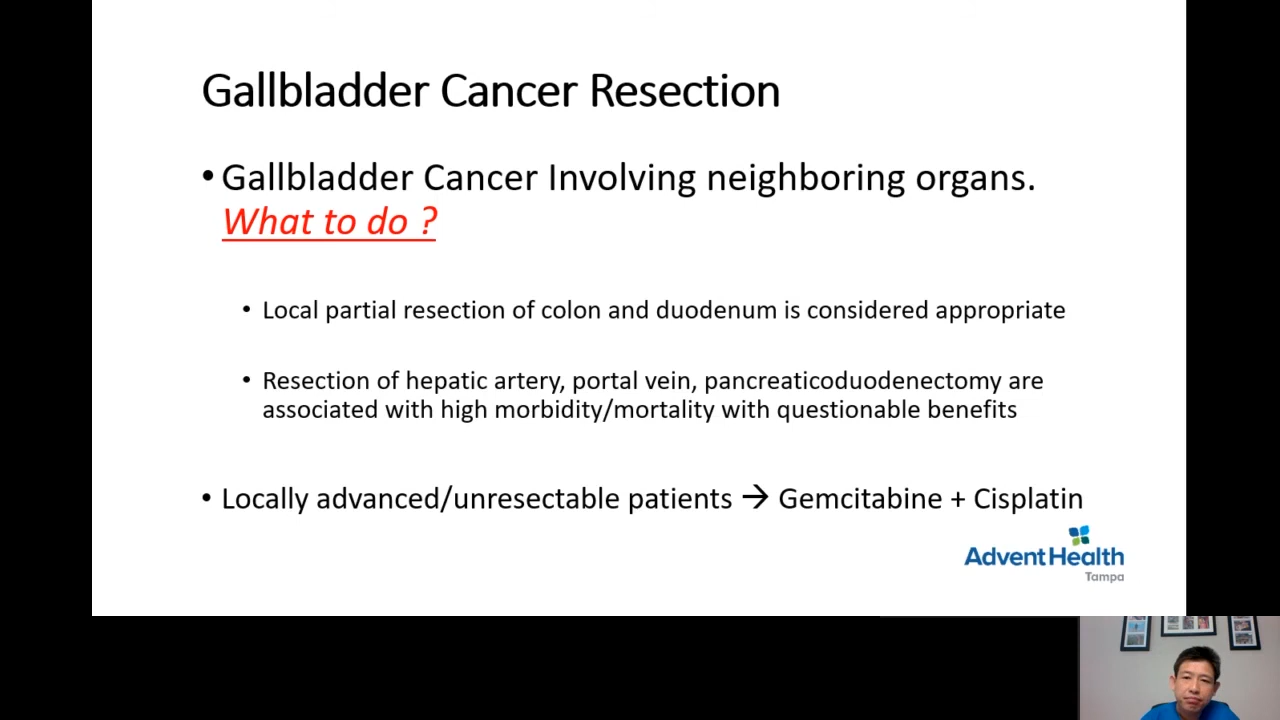 Gallbladder Cancer Resection
• Gallbladder Cancer Involving neighboring organs.
What to do ?
• Local partial resection of colon and duodenum is considered appropriate
• Resection of hepatic artery, portal vein, pancreaticoduodenectomy are
associated with high morbidity/mortality with questionable benefits
• Locally advanced/unresectable patients → Gemcitabine + Cisplatin
AdventHealth
Tampa